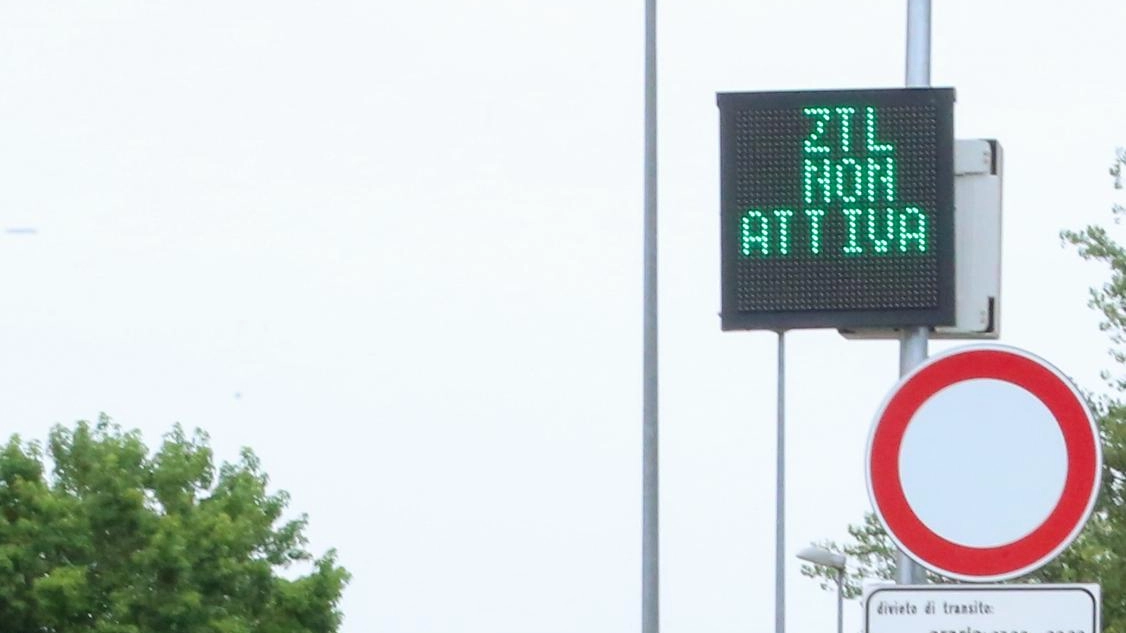 ZTL
NON
ATTIVA
divieto di transito: